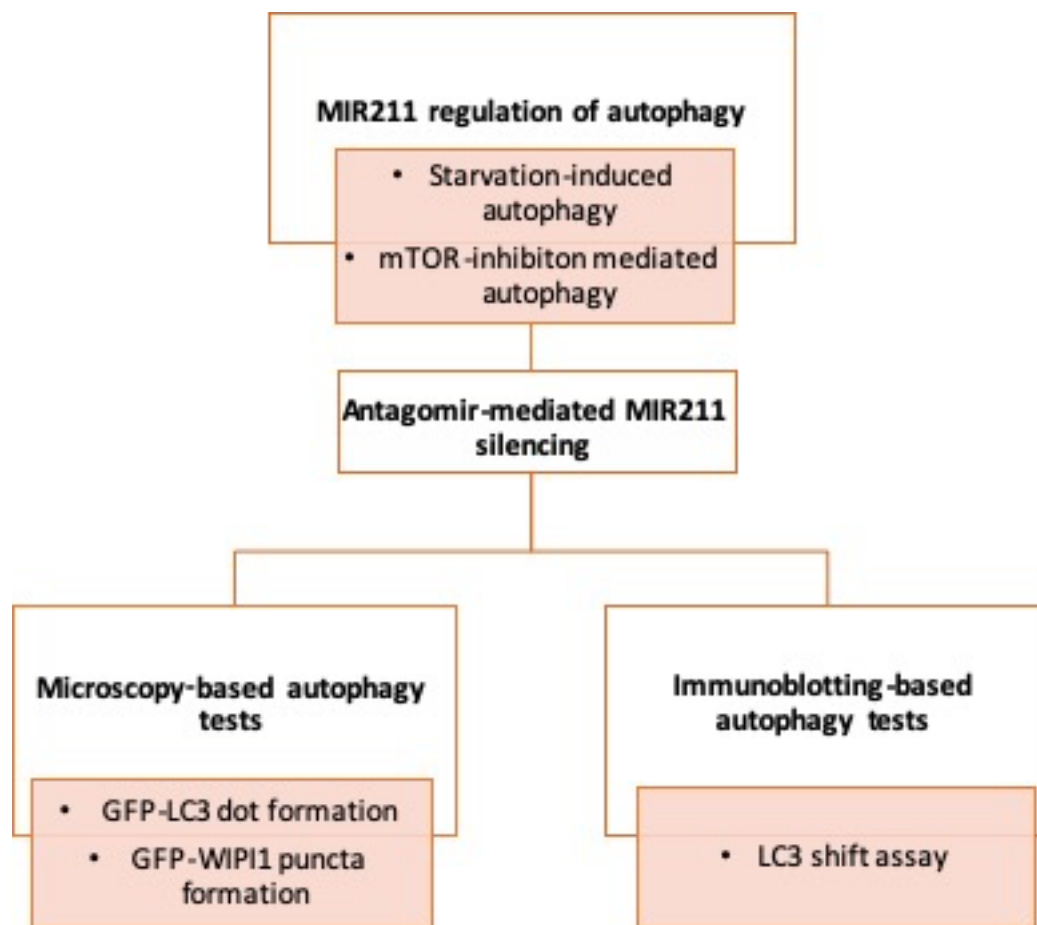 MIR211 regulation of autophagy
• Starvation-induced
autophagy
• mTOR-inhibiton mediated
autophagy
Antagomir-mediated MIR211
silencing
Microscopy-based autophagy
tests
• GFP-LC3 dot formation
• GFP-WIPI1 puncta
formation
Immunoblotting-based
autophagy tests
• LC3 shift assay